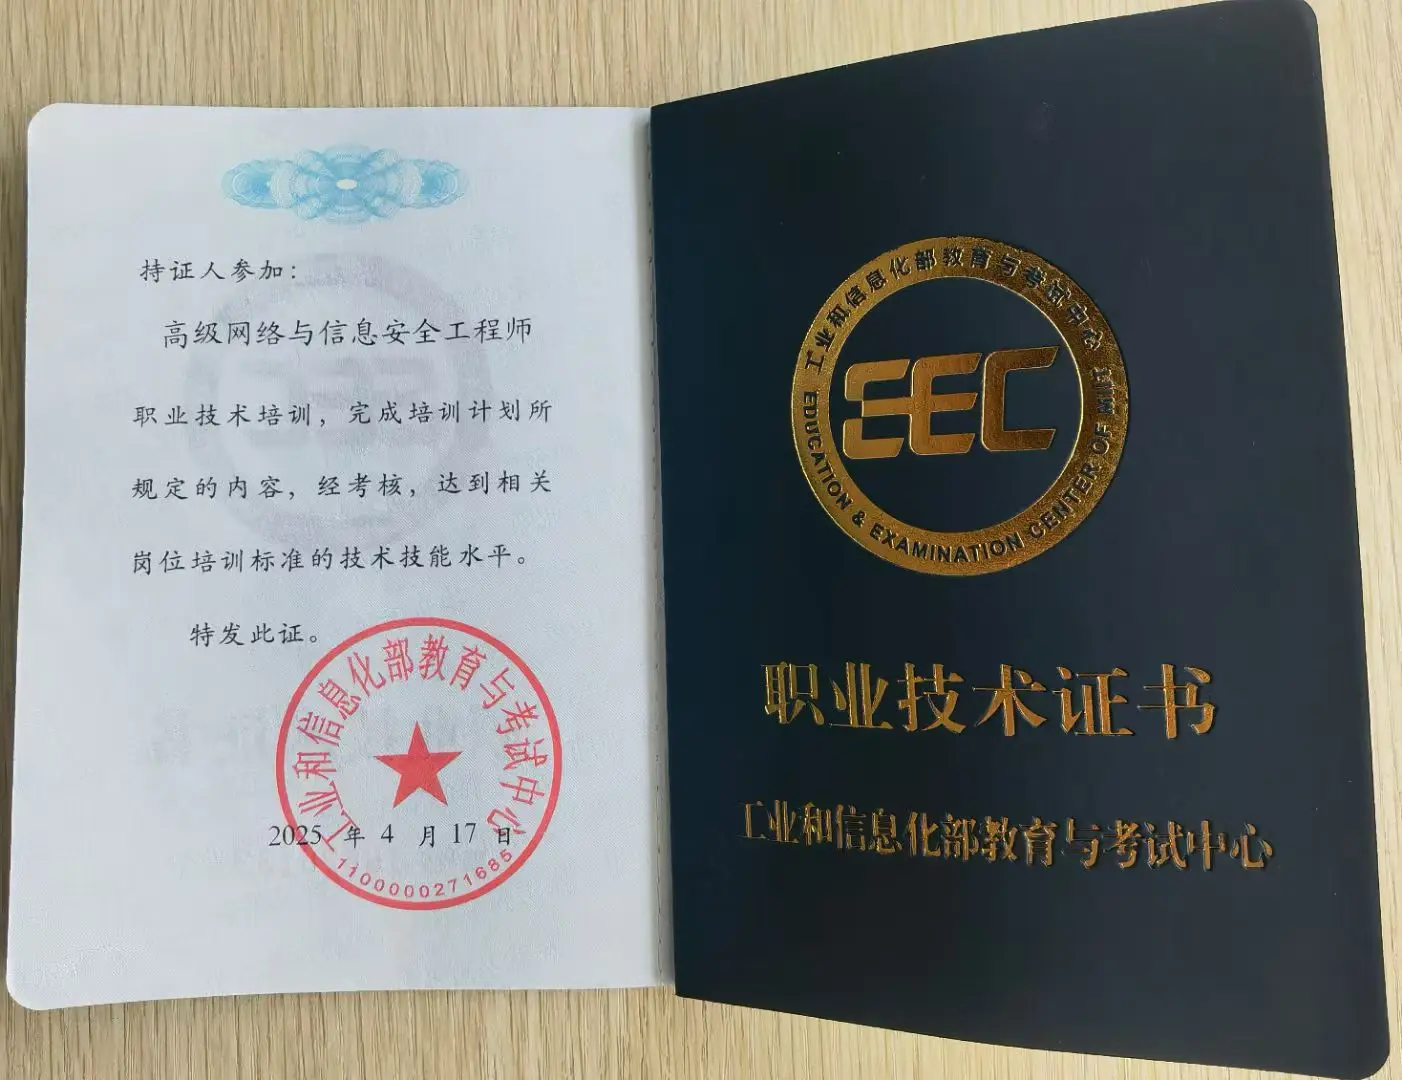 持证人参加：
高级网络与信息安全工程师
职业技术培训，完成培训计划所
规定的内容，经考核，达到相关
岗位培训标准的技术技能水平。
特发此证。
工业和信息化部教育与考试中心
2025 年 4 月 17 日
1100000271685
工业和信息化部教育与考试中心
EEC
EDUCATION & EXAMINATION CENTER OF MIIT
职业技术证书
工业和信息化部教育与考试中心